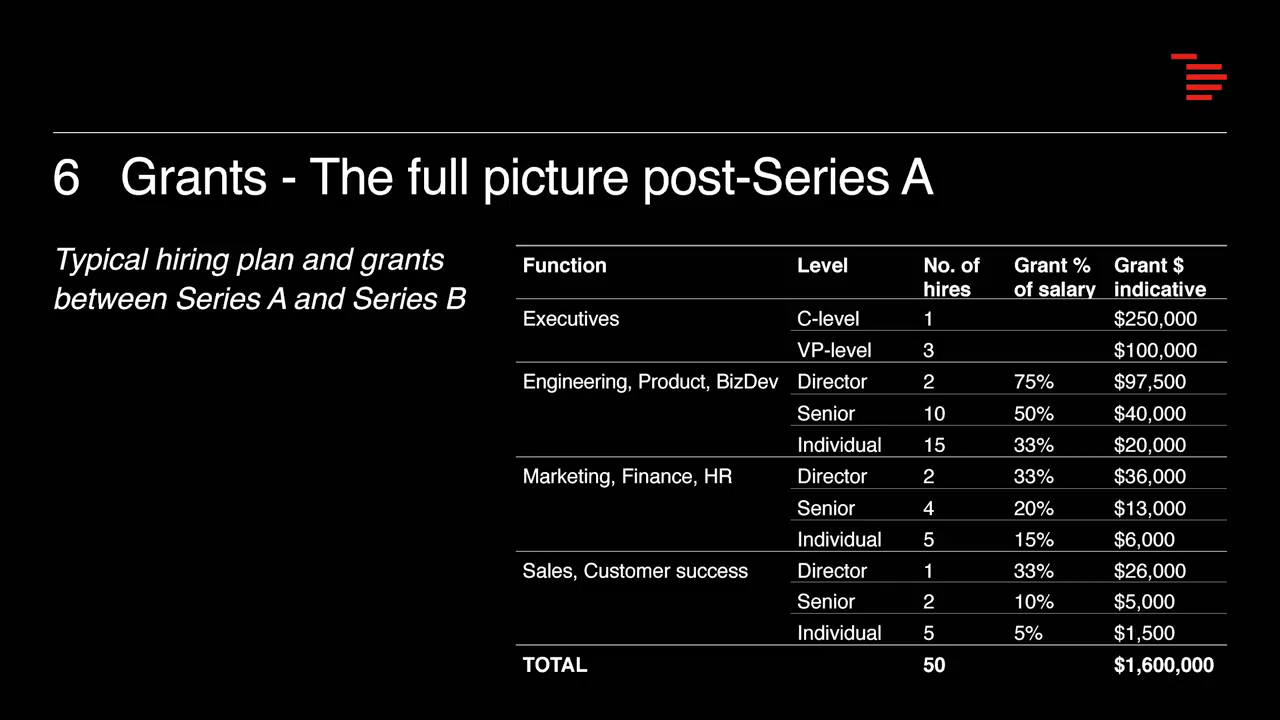 6 Grants - The full picture post-Series A
Typical hiring plan and grants
between Series A and Series B
Function Level No. of hires Grant % of salary Grant $ indicative
Executives C-level 1 $250,000
VP-level 3 $100,000
Engineering, Product, BizDev Director 2 75% $97,500
Senior 10 50% $40,000
Individual 15 33% $20,000
Marketing, Finance, HR Director 2 33% $36,000
Senior 4 20% $13,000
Individual 5 15% $6,000
Sales, Customer success Director 1 33% $26,000
Senior 2 10% $5,000
Individual 5 5% $1,500
TOTAL 50 $1,600,000